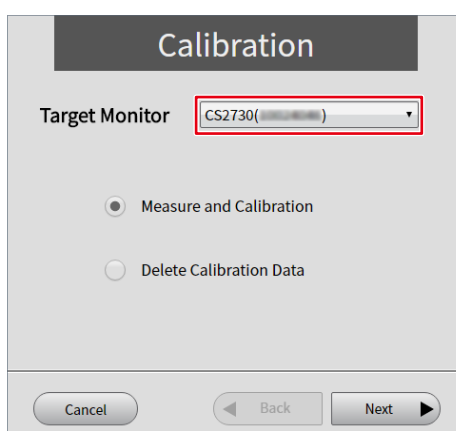 Calibration
Target Monitor CS2730( )
Measure and Calibration
Delete Calibration Data
Cancel Back Next